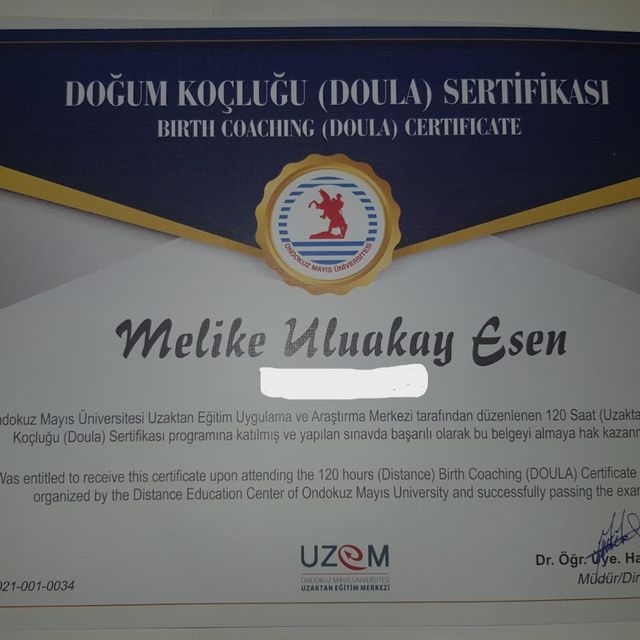 DOĞUM KOÇLUĞU (DOULA) SERTİFİKASI
BIRTH COACHING (DOULA) CERTIFICATE
ONDOKUZ MAYIS ÜNİVERSİTESİ
Melike Uluakay Esen
ndokuz Mayıs Üniversitesi Uzaktan Eğitim Uygulama ve Araştırma Merkezi tarafından düzenlenen 120 Saat (Uzakta
Koçluğu (Doula) Sertifikası programına katılmış ve yapılan sınavda başarılı olarak bu belgeyi almaya hak kazanm
Was entitled to receive this certificate upon attending the 120 hours (Distance) Birth Coaching (DOULA) Certificate
organized by the Distance Education Center of Ondokuz Mayıs University and successfully passing the exa
UZEM
ONDOKUZ MAYIS ÜNİVERSİTESİ
UZAKTAN EĞİTİM MERKEZİ
Dr. Öğr. Üye. Ha
Müdür/Dir
021-001-0034